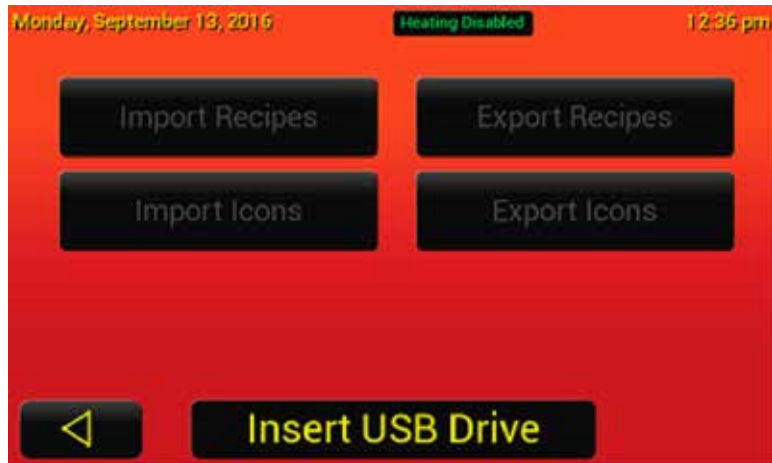 Monday, September 13, 2016 Heating Disabled 12:36 pm
Import Recipes Export Recipes
Import Icons Export Icons
Insert USB Drive